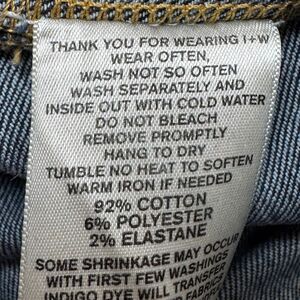 THANK YOU FOR WEARING I+W
WEAR OFTEN,
WASH NOT SO OFTEN
WASH SEPARATELY AND
INSIDE OUT WITH COLD WATER
DO NOT BLEACH
REMOVE PROMPTLY
HANG TO DRY
TUMBLE NO HEAT TO SOFTEN
WARM IRON IF NEEDED
92% COTTON
6% POLYESTER
2% ELASTANE
SOME SHRINKAGE MAY OCCUR
WITH FIRST FEW WASHINGS
INDIGO DYE WILL TRANSFER
FABRICS